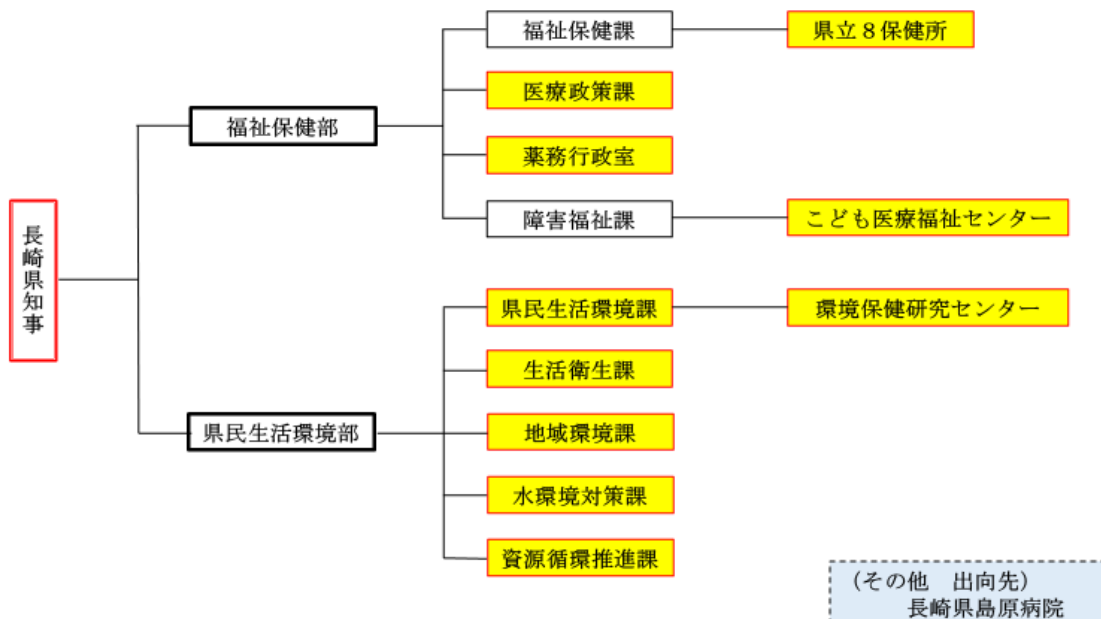 長崎県知事
福祉保健部
福祉保健課
県立８保健所
医療政策課
薬務行政室
障害福祉課
こども医療福祉センター
県民生活環境部
県民生活環境課
環境保健研究センター
生活衛生課
地域環境課
水環境対策課
資源循環推進課
（その他　出向先）
長崎県島原病院